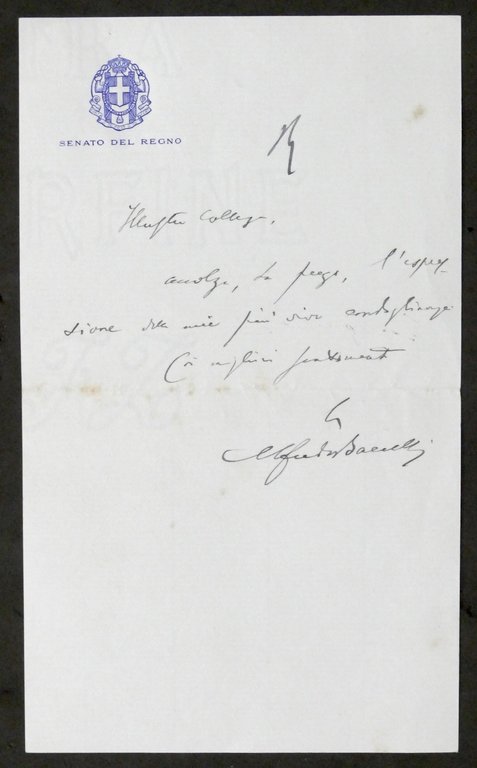 SENATO DEL REGNO
R
Illustre Collega,
accolga, La prego, l'espres-
sione delle mie più vive condoglianze
Coi migliori sentimenti
Alfredo Baccelli